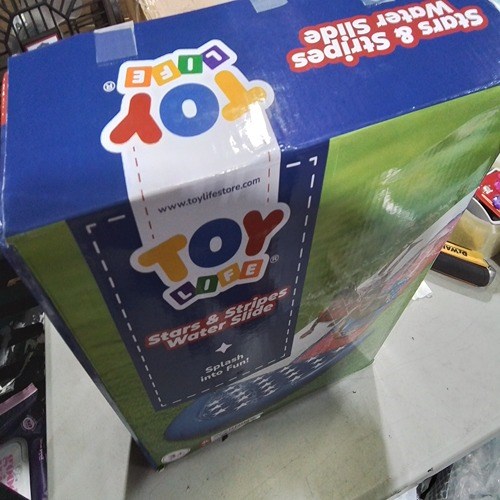 Stars & Stripes
Water Slide
TOY
LIFE®
www.toylifestore.com
TOY
LIFE®
Stars & Stripes
Water Slide
Splash
into Fun!